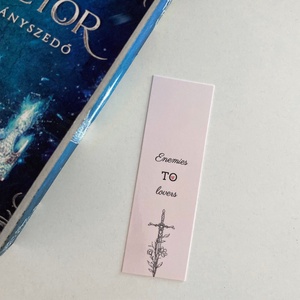 ÁNYSZEDŐ
Enemies
TO
lovers